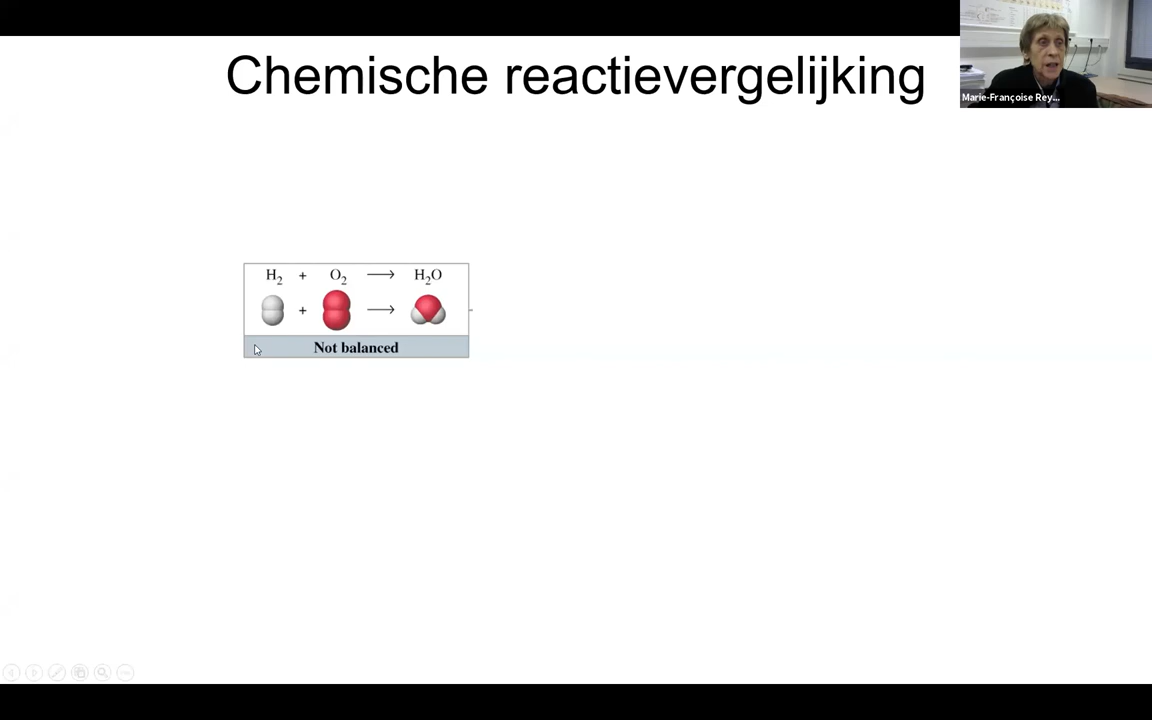 Chemische reactievergelijking
Marie-Françoise Rey...
H₂ + O₂ ⟶ H₂O
+ ⟶
Not balanced